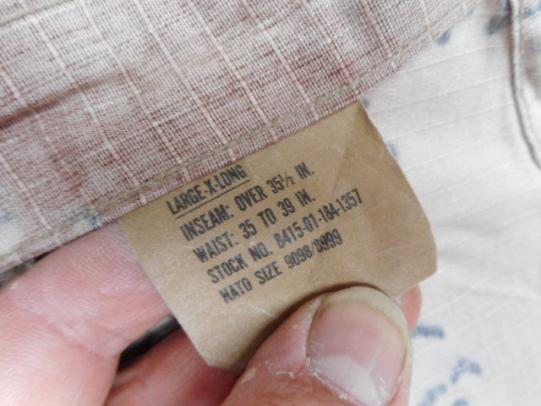 LARGE-X-LONG
INSEAM: OVER 35½ IN.
WAIST: 35 TO 39 IN.
STOCK NO. 8415-01-184-1357
NATO SIZE 9098/8999